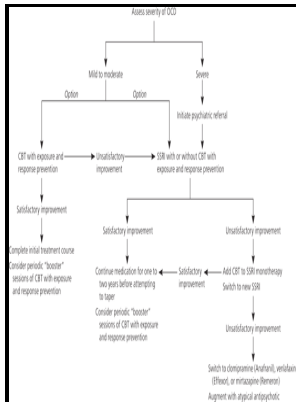 Assess severity of OCD
Mild to moderate
Severe
Option
Option
Initiate psychiatric referral
CBT with exposure and
response prevention
Unsatisfactory
improvement
SSRI with or without CBT with
exposure and response prevention
Satisfactory improvement
Complete initial treatment course
Consider periodic "booster"
sessions of CBT with exposure
and response prevention
Satisfactory
improvement
Unsatisfactory
improvement
Continue medication for one to
two years before attempting
to taper
Consider periodic "booster"
sessions of CBT with exposure
and response prevention
Satisfactory
improvement
Add CBT to SSRI monotherapy
Switch to new SSRI
Unsatisfactory
improvement
Switch to clomipramine (Anafranil), venlafaxine
(Effexor), or mirtazapine (Remeron)
Augment with atypical antipsychotic